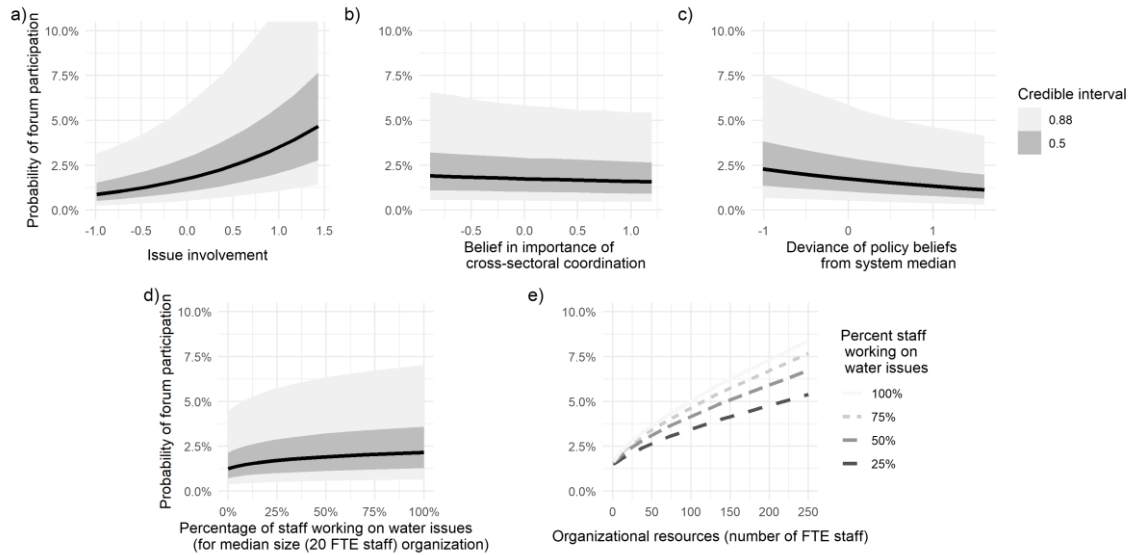 a)
b)
c)
Probability of forum participation
10.0%
7.5%
5.0%
2.5%
0.0%
-1.0
-0.5
0.0
0.5
1.0
1.5
Issue involvement
10.0%
7.5%
5.0%
2.5%
0.0%
-0.5
0.0
0.5
1.0
Belief in importance of
cross-sectoral coordination
10.0%
7.5%
5.0%
2.5%
0.0%
-1
0
1
Deviance of policy beliefs
from system median
Credible interval
0.88
0.5
d)
e)
Probability of forum participation
10.0%
7.5%
5.0%
2.5%
0.0%
0%
25%
50%
75%
100%
Percentage of staff working on water issues
(for median size (20 FTE staff) organization)
10.0%
7.5%
5.0%
2.5%
0.0%
0
50
75
100
150
200
250
Organizational resources (number of FTE staff)
Percent staff
working on
water issues
100%
75%
50%
25%